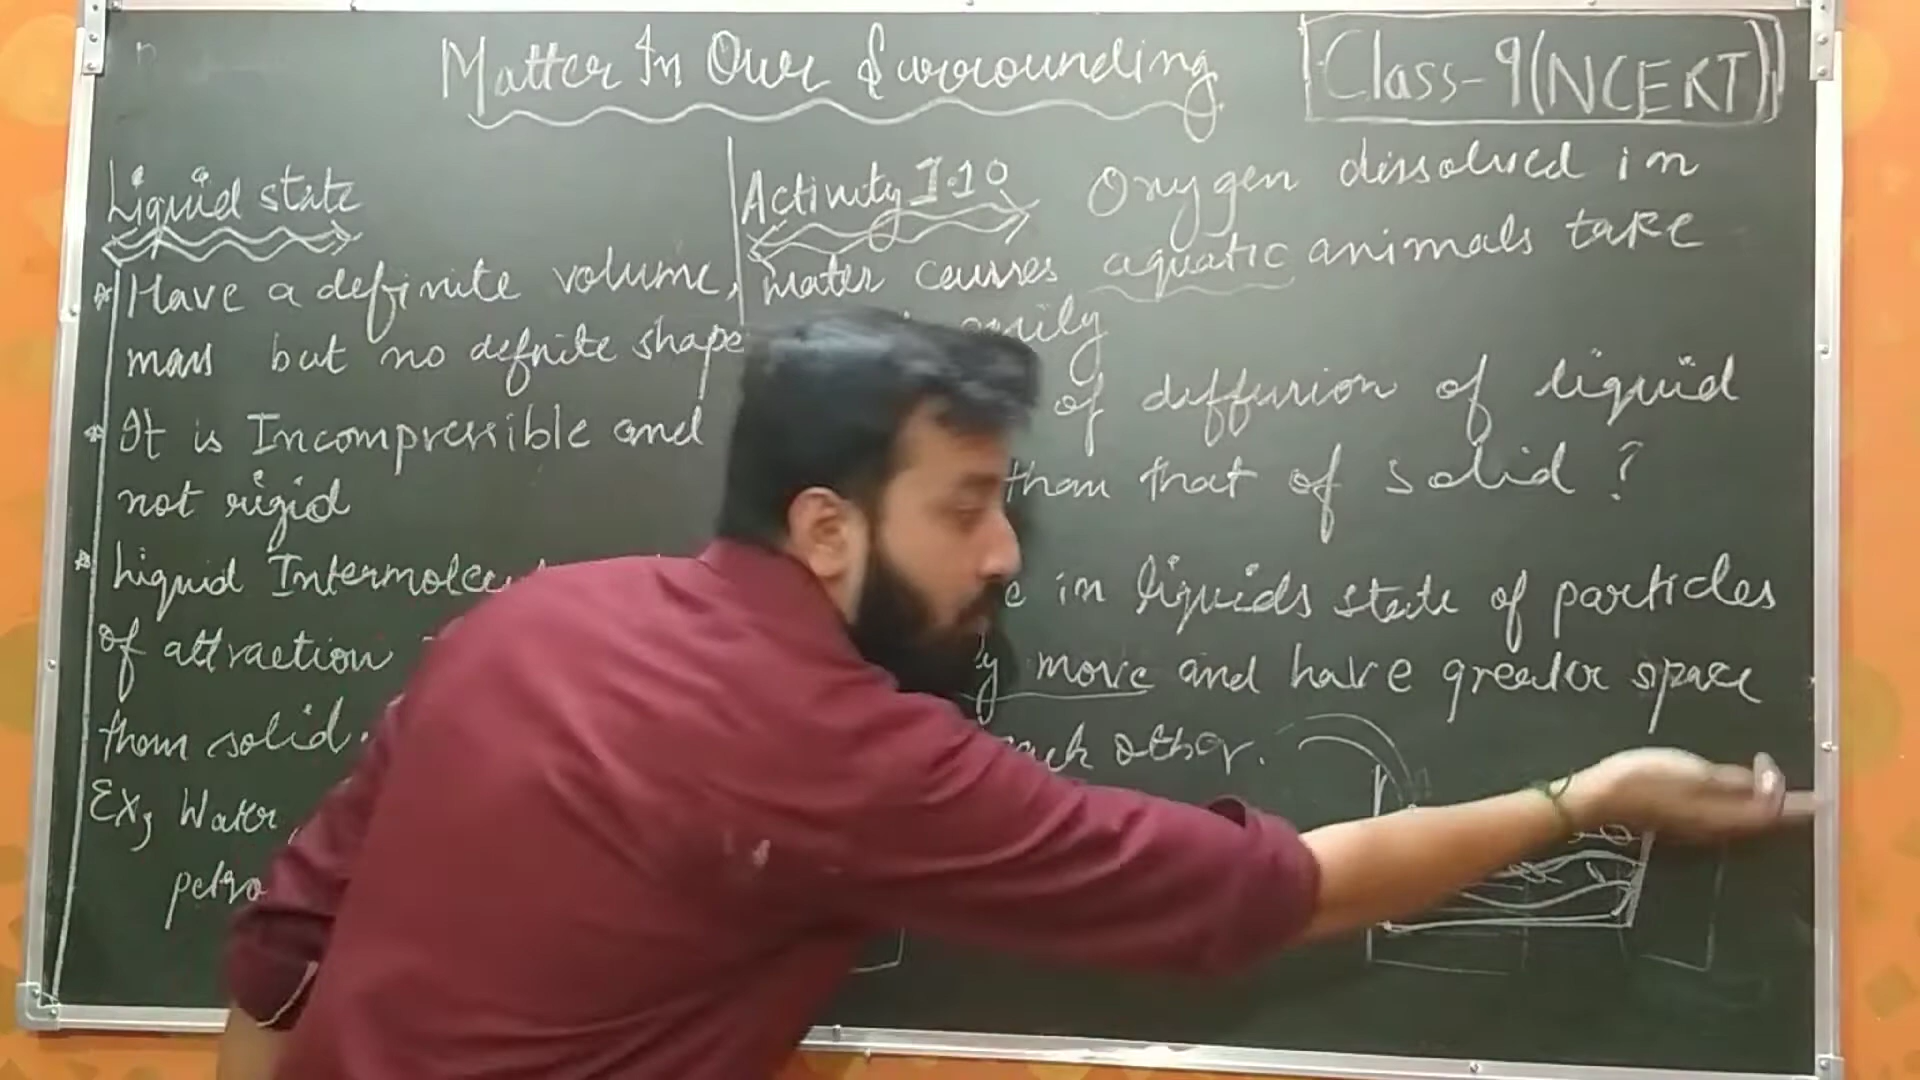 Matter In Our Surrounding
Class-9(NCERT)
Liquid state
Have a definite volume,
mass but no definite shape
It is Incompressible and
not rigid
Liquid Intermolecu
of attraction
than solid.
Ex, Water,
petro
Activity 1.10 Oxygen dissolved in
water causes aquatic animals take
easily
of diffusion of liquid
than that of solid?
in liquids state of particles
move and have greater space
each other.